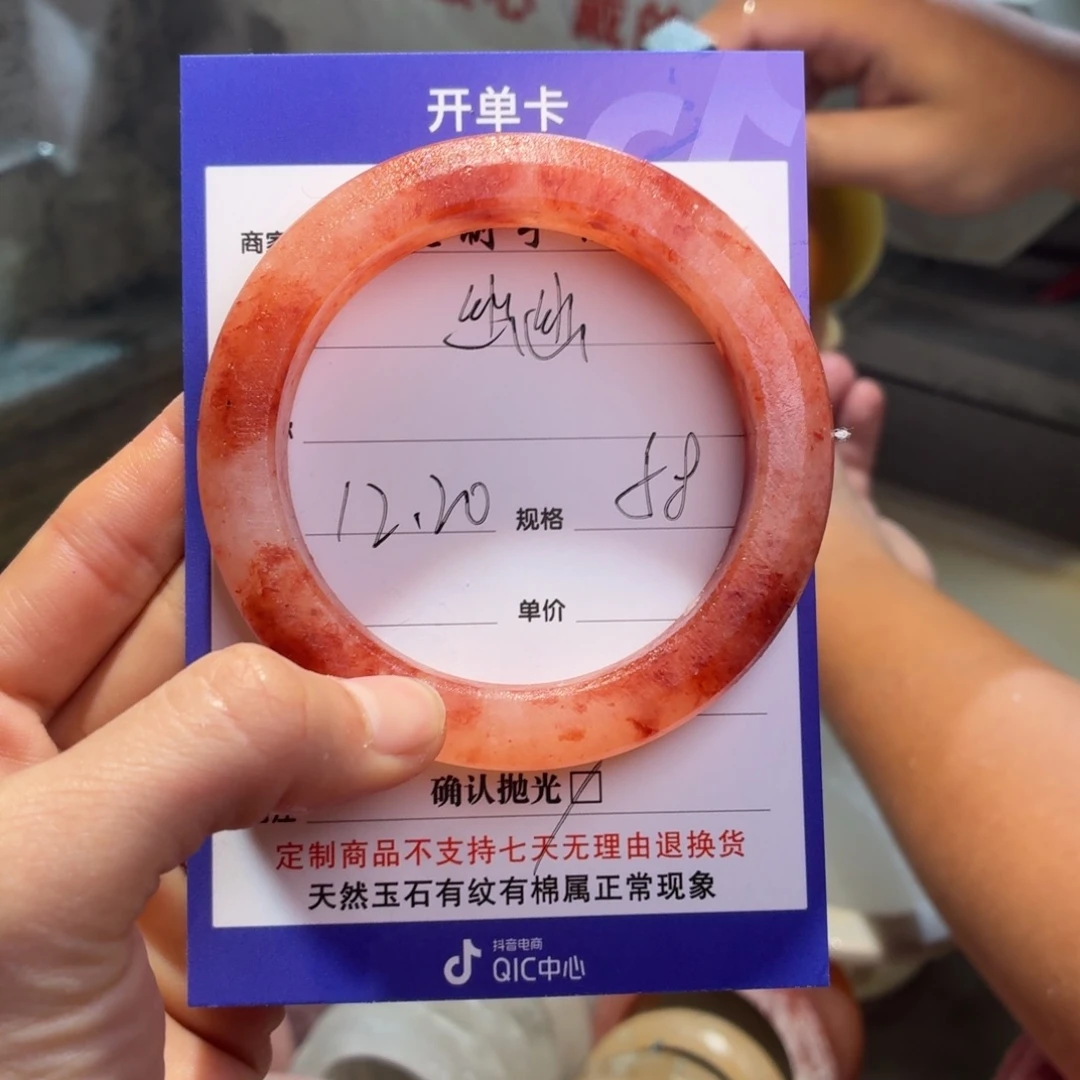 开单卡
商家
12.20 规格 58
单价
确认抛光
定制商品不支持七天无理由退换货
天然玉石有纹有棉属正常现象
抖音电商
QIC中心